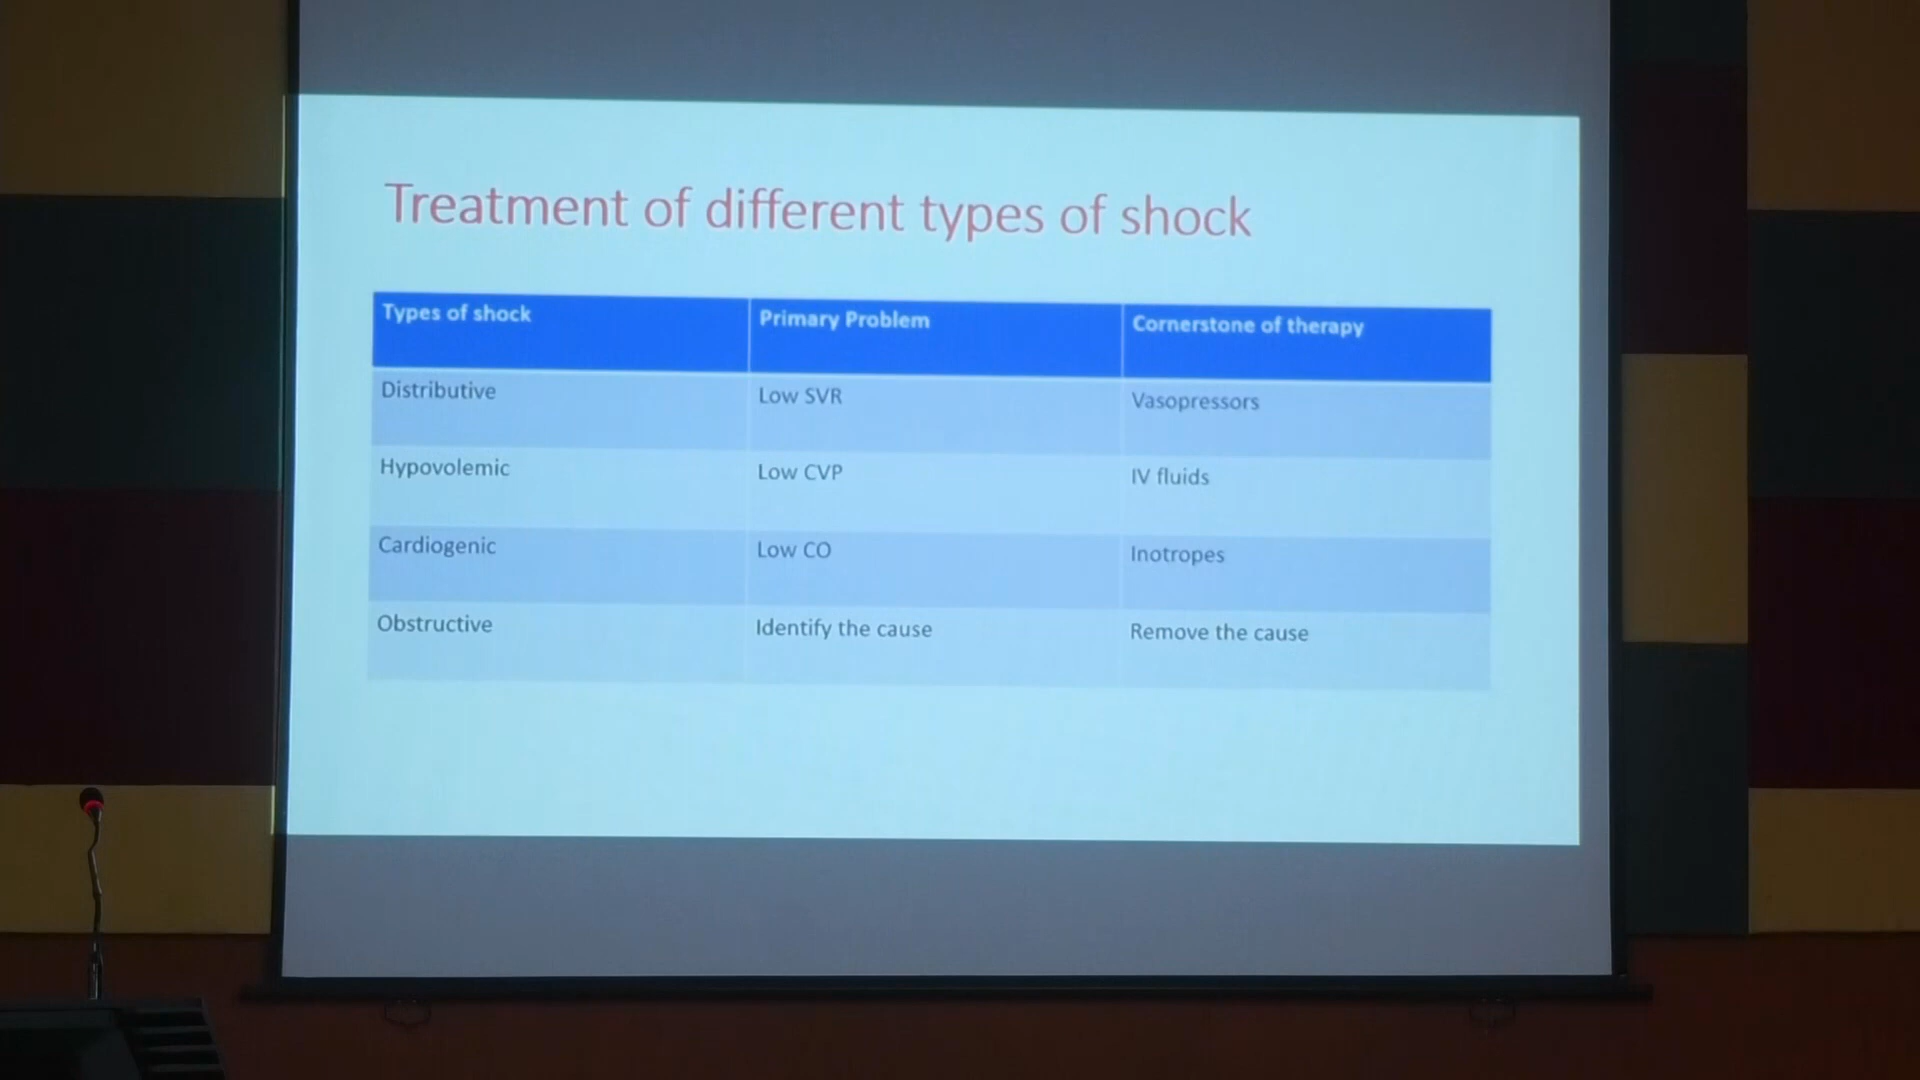 Treatment of different types of shock
Types of shock Primary Problem Cornerstone of therapy
Distributive Low SVR Vasopressors
Hypovolemic Low CVP IV fluids
Cardiogenic Low CO Inotropes
Obstructive Identify the cause Remove the cause